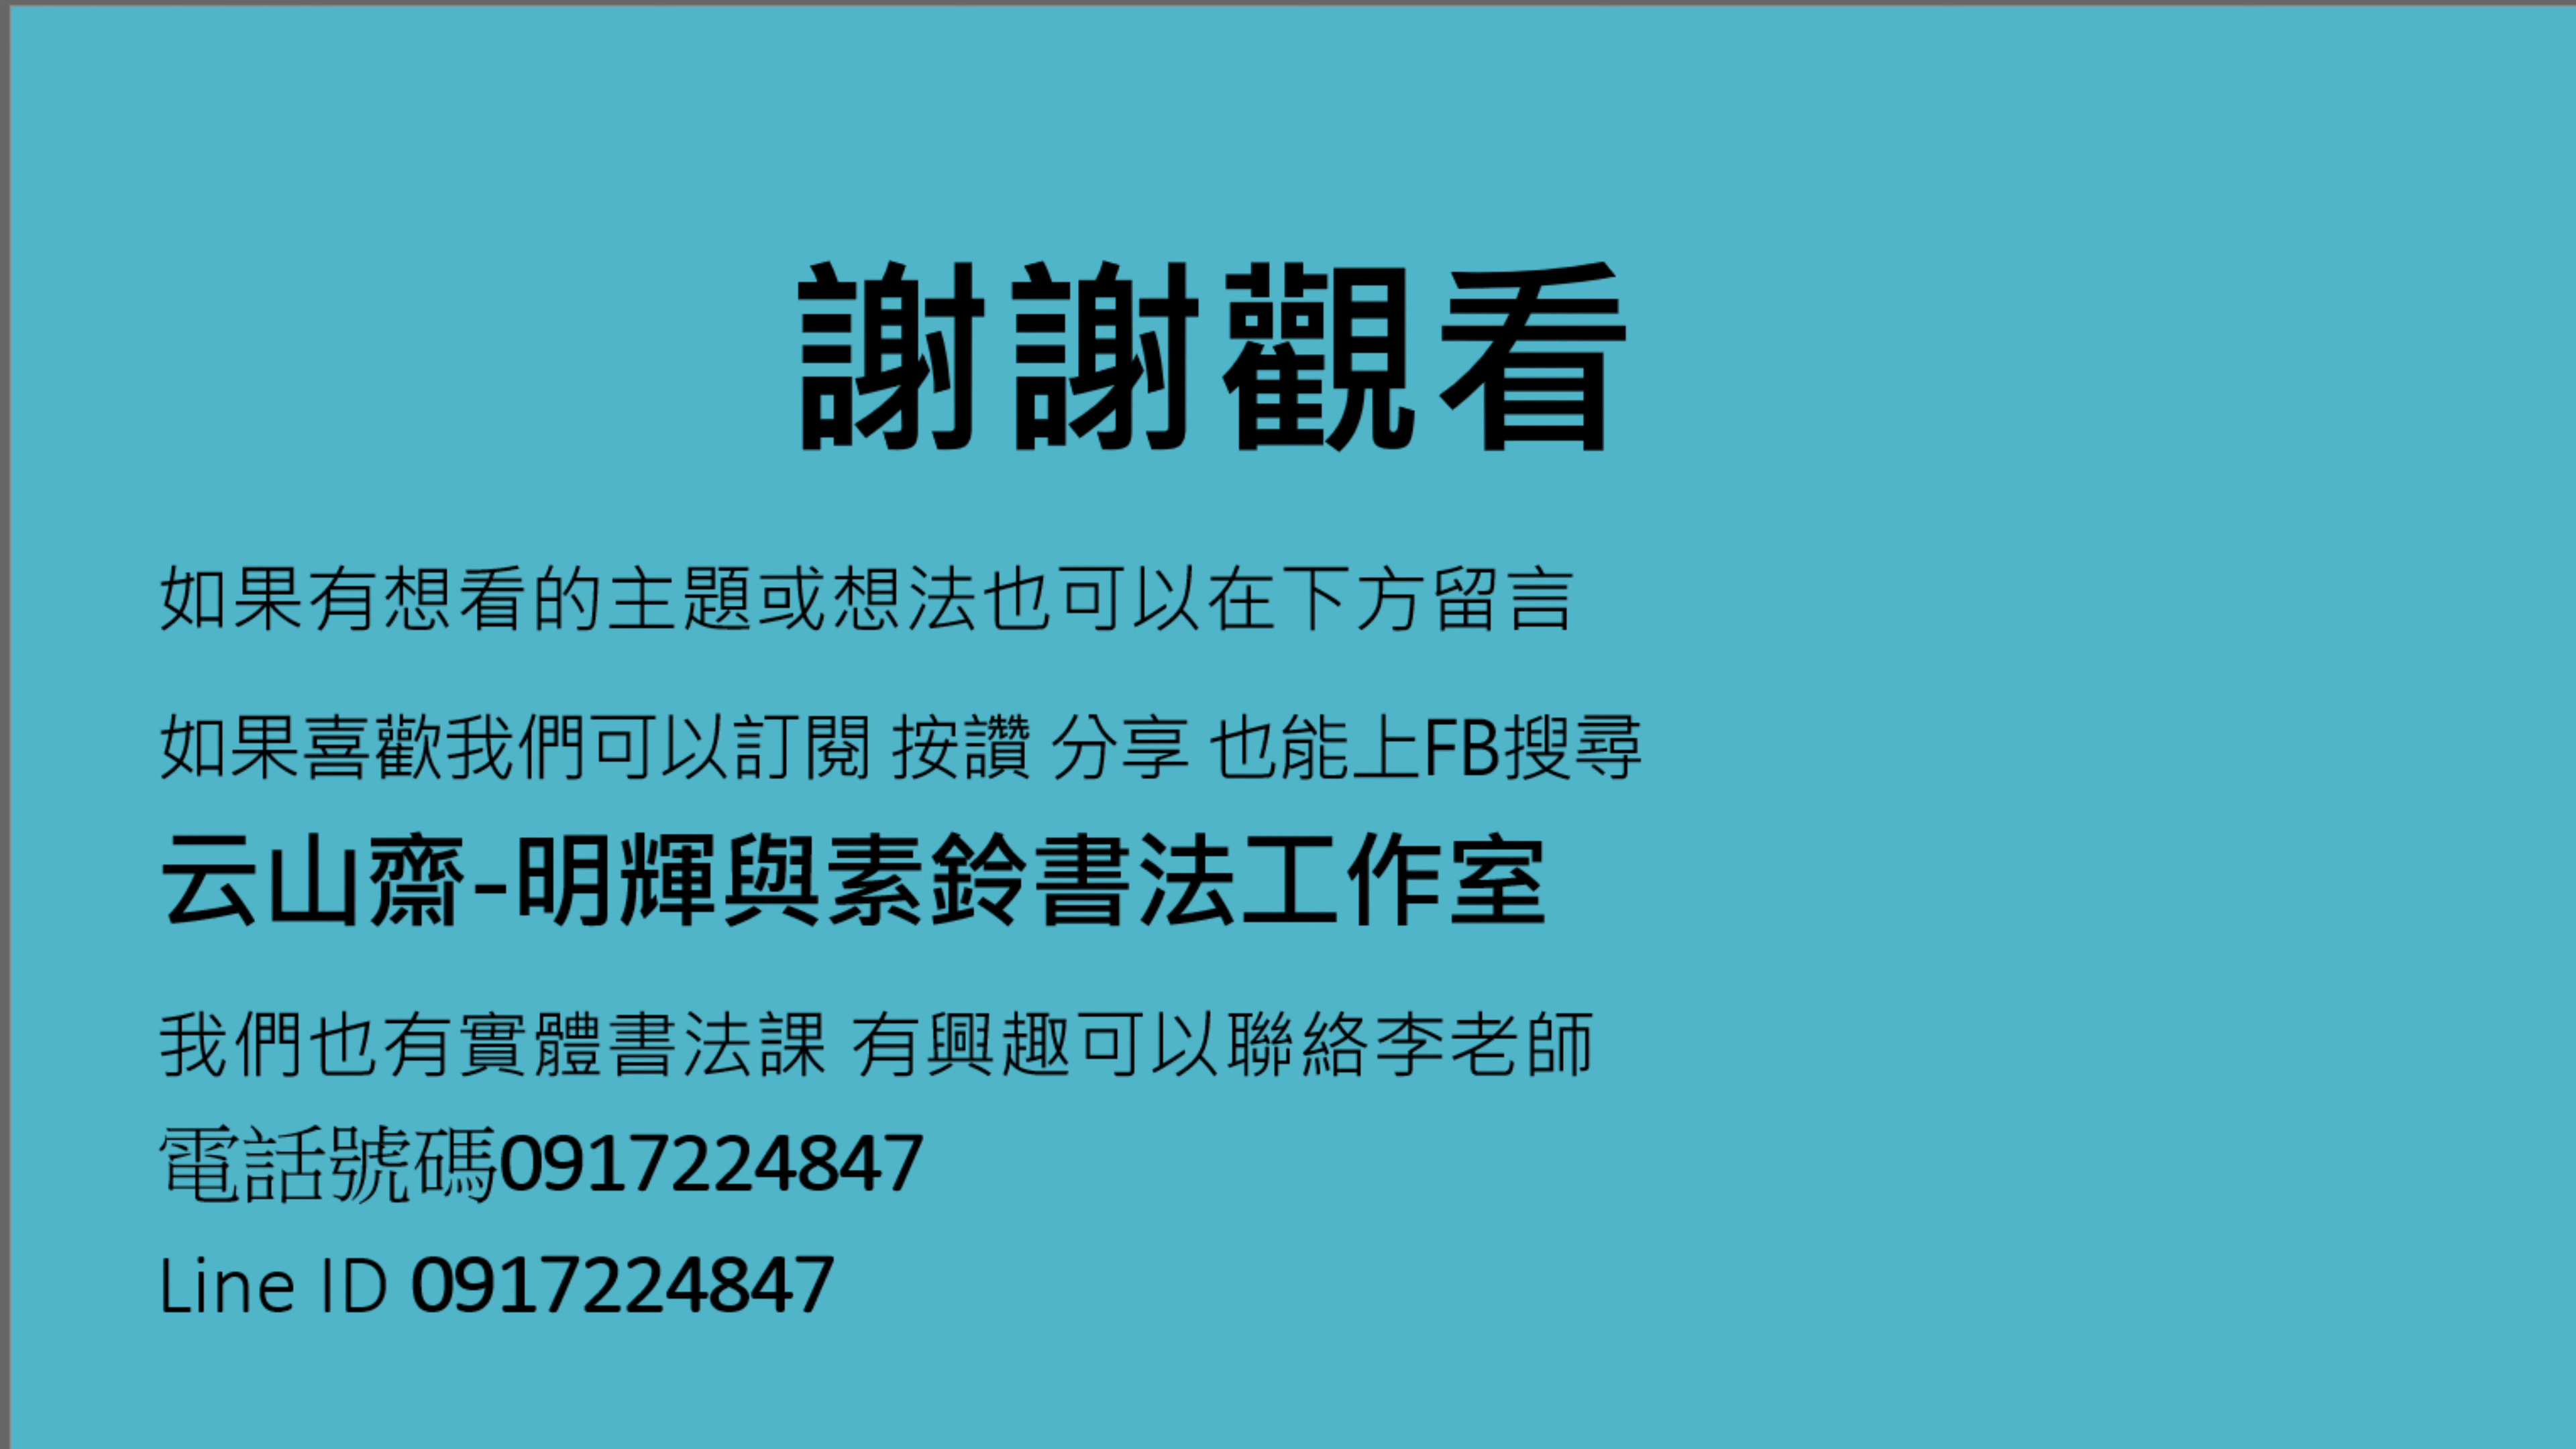 謝謝觀看
如果有想看的主題或想法也可以在下方留言
如果喜歡我們可以訂閱 按讚 分享 也能上FB搜尋
云山齋-明輝與素鈴書法工作室
我們也有實體書法課 有興趣可以聯絡李老師
電話號碼0917224847
Line ID 0917224847